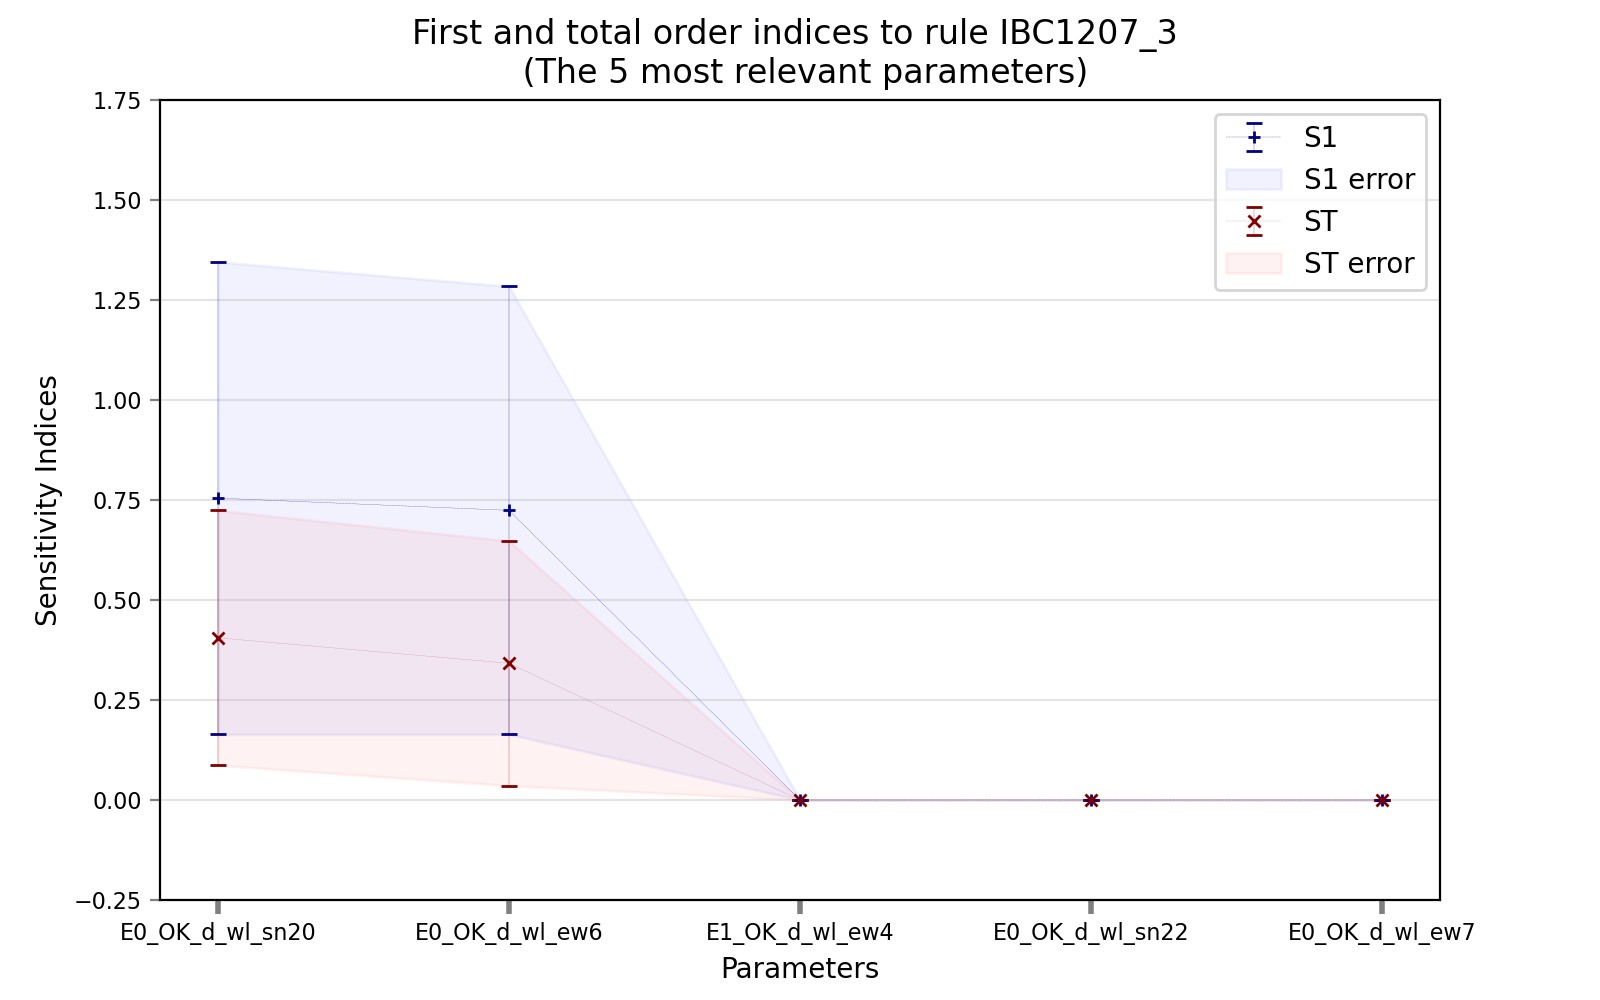 First and total order indices to rule IBC1207_3
(The 5 most relevant parameters)
1.75
1.50
1.25
1.00
0.75
0.50
0.25
0.00
−0.25
Sensitivity Indices
S1
S1 error
ST
ST error
E0_OK_d_wl_sn20
E0_OK_d_wl_ew6
E1_OK_d_wl_ew4
E0_OK_d_wl_sn22
E0_OK_d_wl_ew7
Parameters